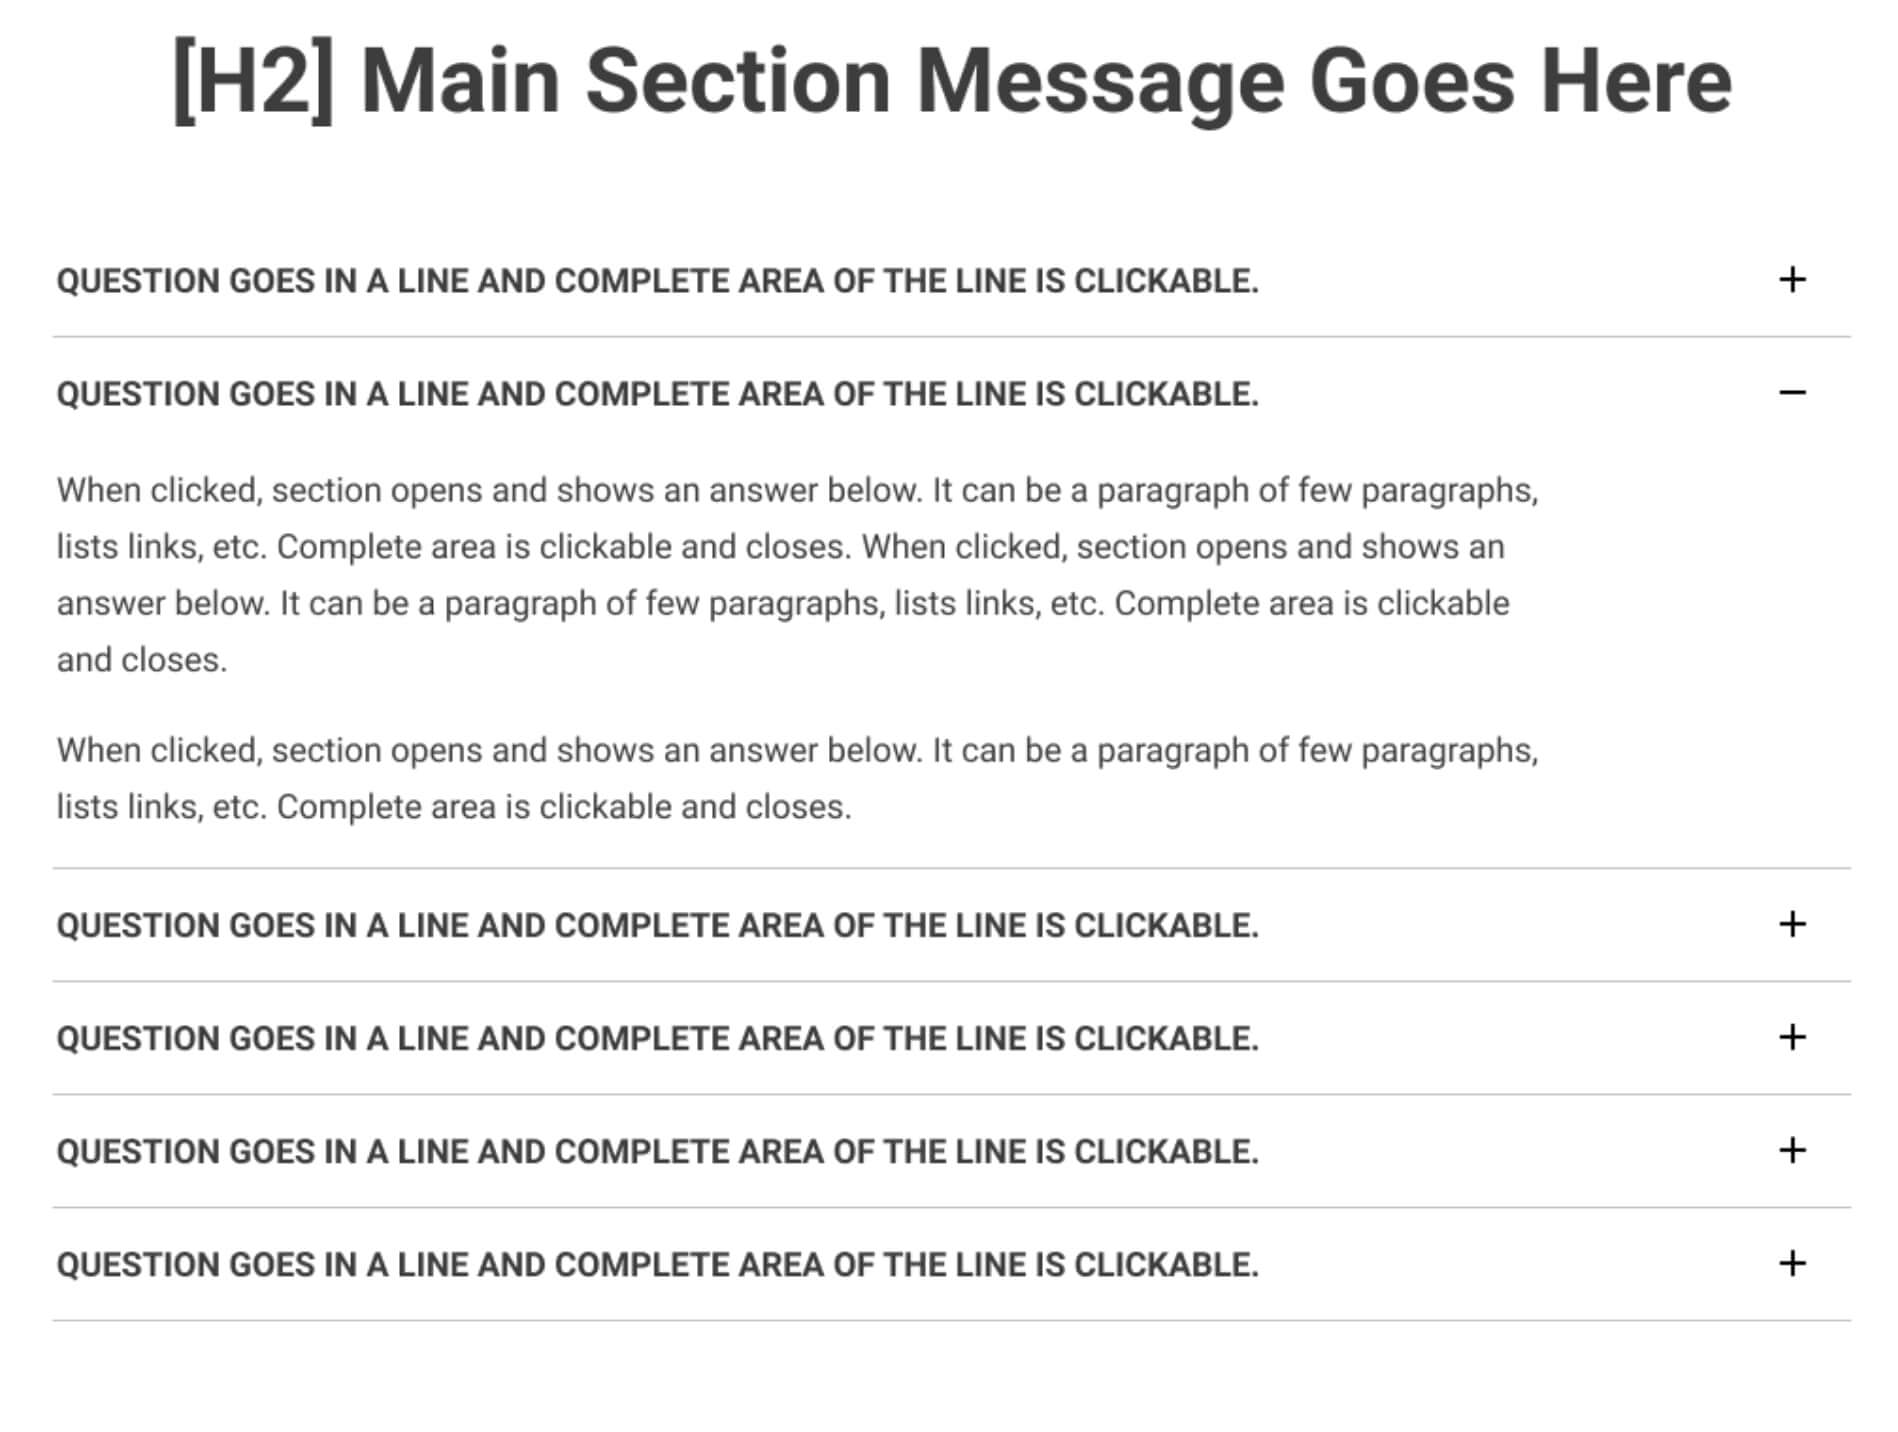 [H2] Main Section Message Goes Here
QUESTION GOES IN A LINE AND COMPLETE AREA OF THE LINE IS CLICKABLE. +
QUESTION GOES IN A LINE AND COMPLETE AREA OF THE LINE IS CLICKABLE. −
When clicked, section opens and shows an answer below. It can be a paragraph of few paragraphs,
lists links, etc. Complete area is clickable and closes. When clicked, section opens and shows an
answer below. It can be a paragraph of few paragraphs, lists links, etc. Complete area is clickable
and closes.
When clicked, section opens and shows an answer below. It can be a paragraph of few paragraphs,
lists links, etc. Complete area is clickable and closes.
QUESTION GOES IN A LINE AND COMPLETE AREA OF THE LINE IS CLICKABLE. +
QUESTION GOES IN A LINE AND COMPLETE AREA OF THE LINE IS CLICKABLE. +
QUESTION GOES IN A LINE AND COMPLETE AREA OF THE LINE IS CLICKABLE. +
QUESTION GOES IN A LINE AND COMPLETE AREA OF THE LINE IS CLICKABLE. +